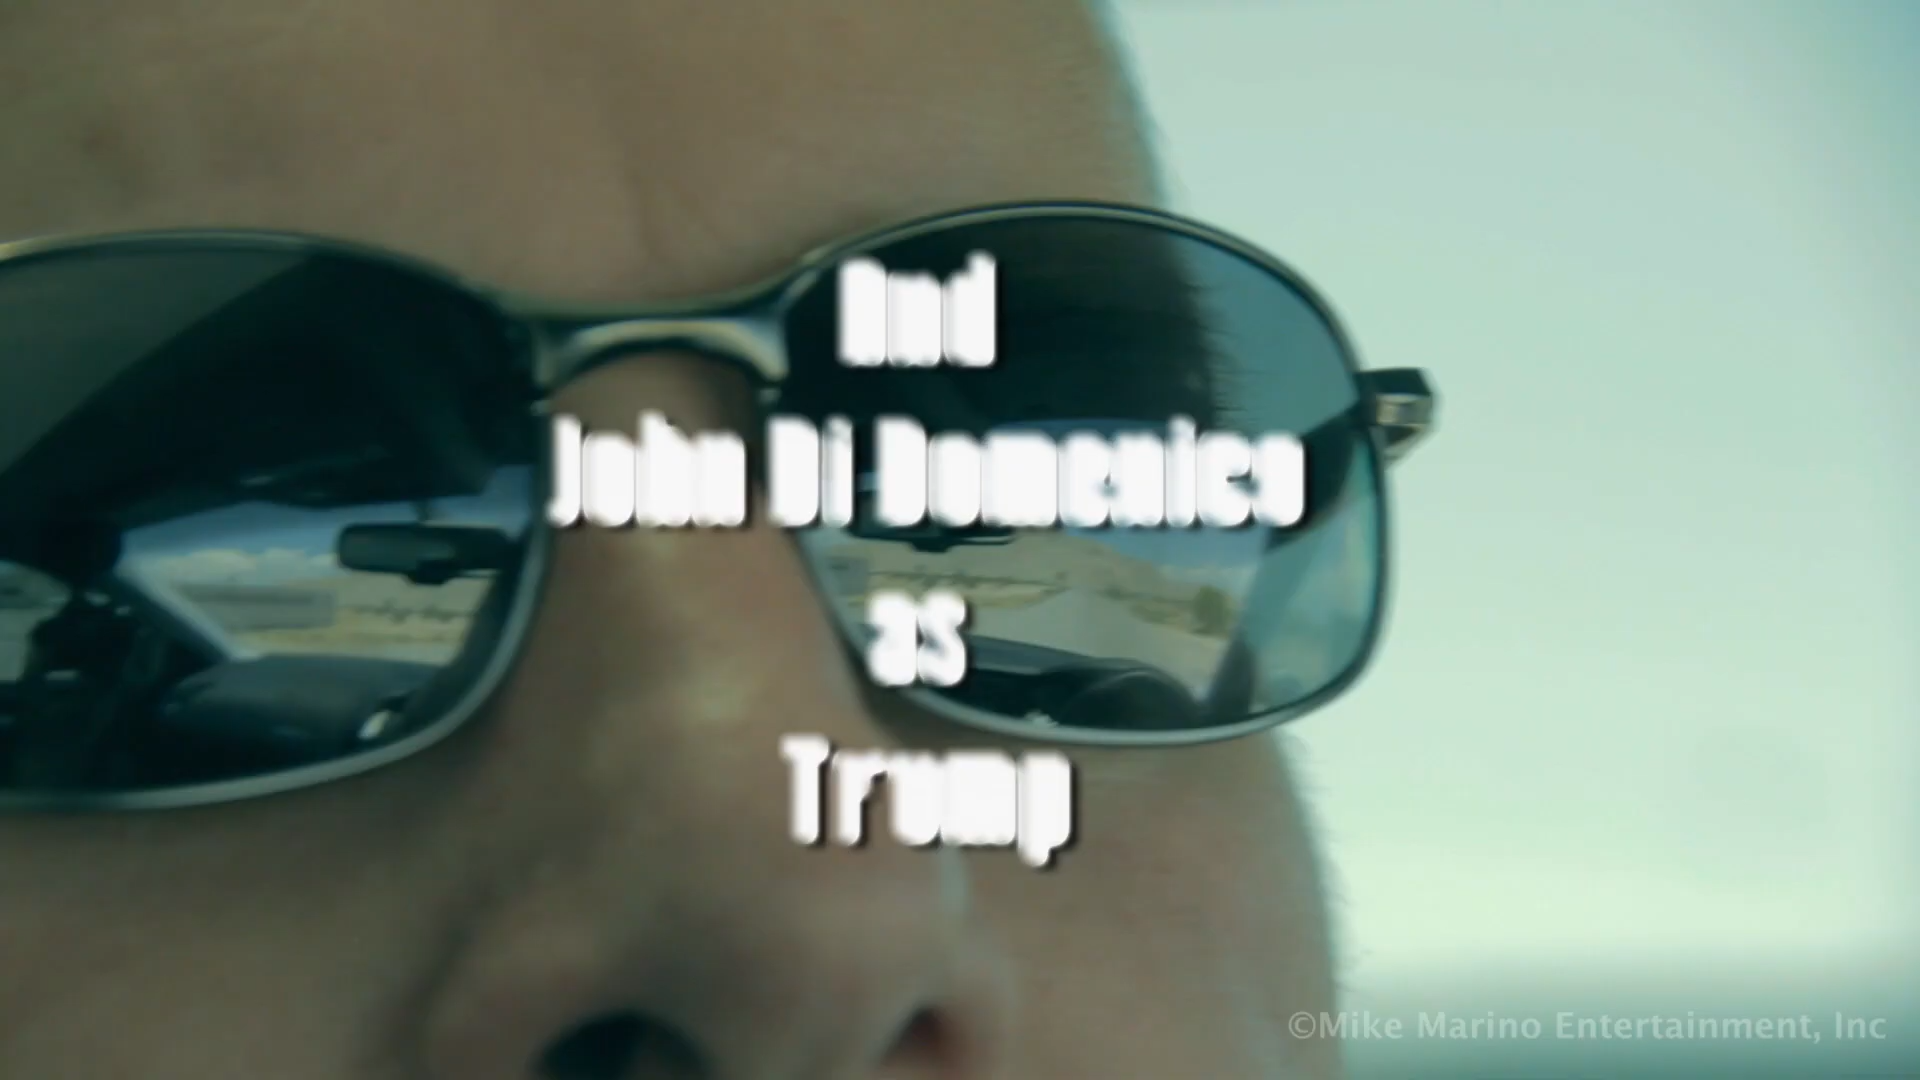 And
John Di Domenico
as
Trump
©Mike Marino Entertainment, Inc